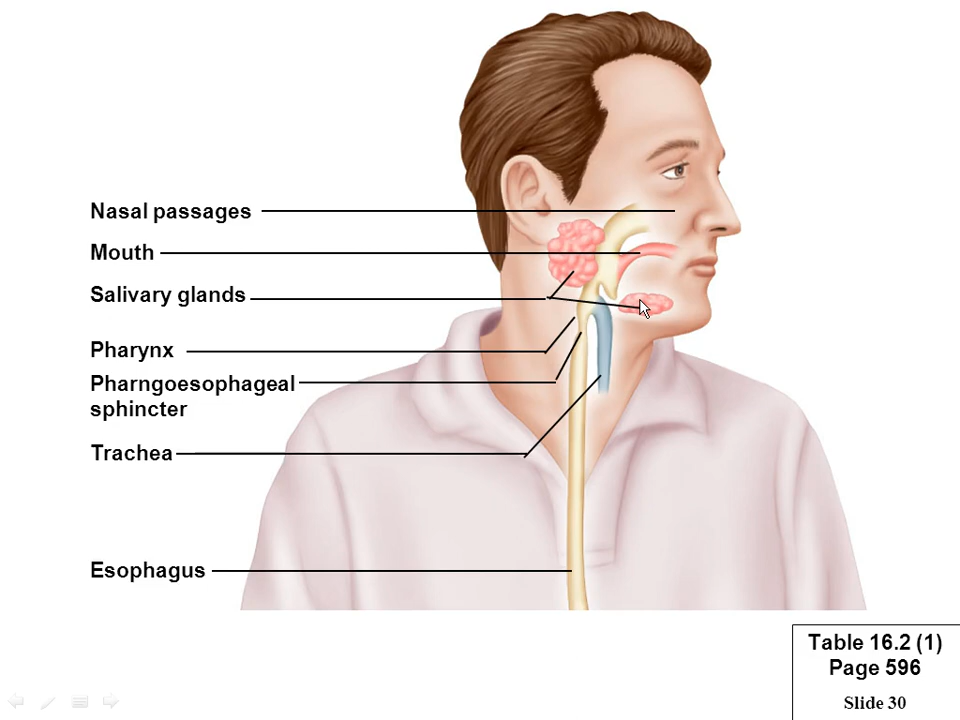 Nasal passages
Mouth
Salivary glands
Pharynx
Pharngoesophageal
sphincter
Trachea
Esophagus
Table 16.2 (1)
Page 596
Slide 30